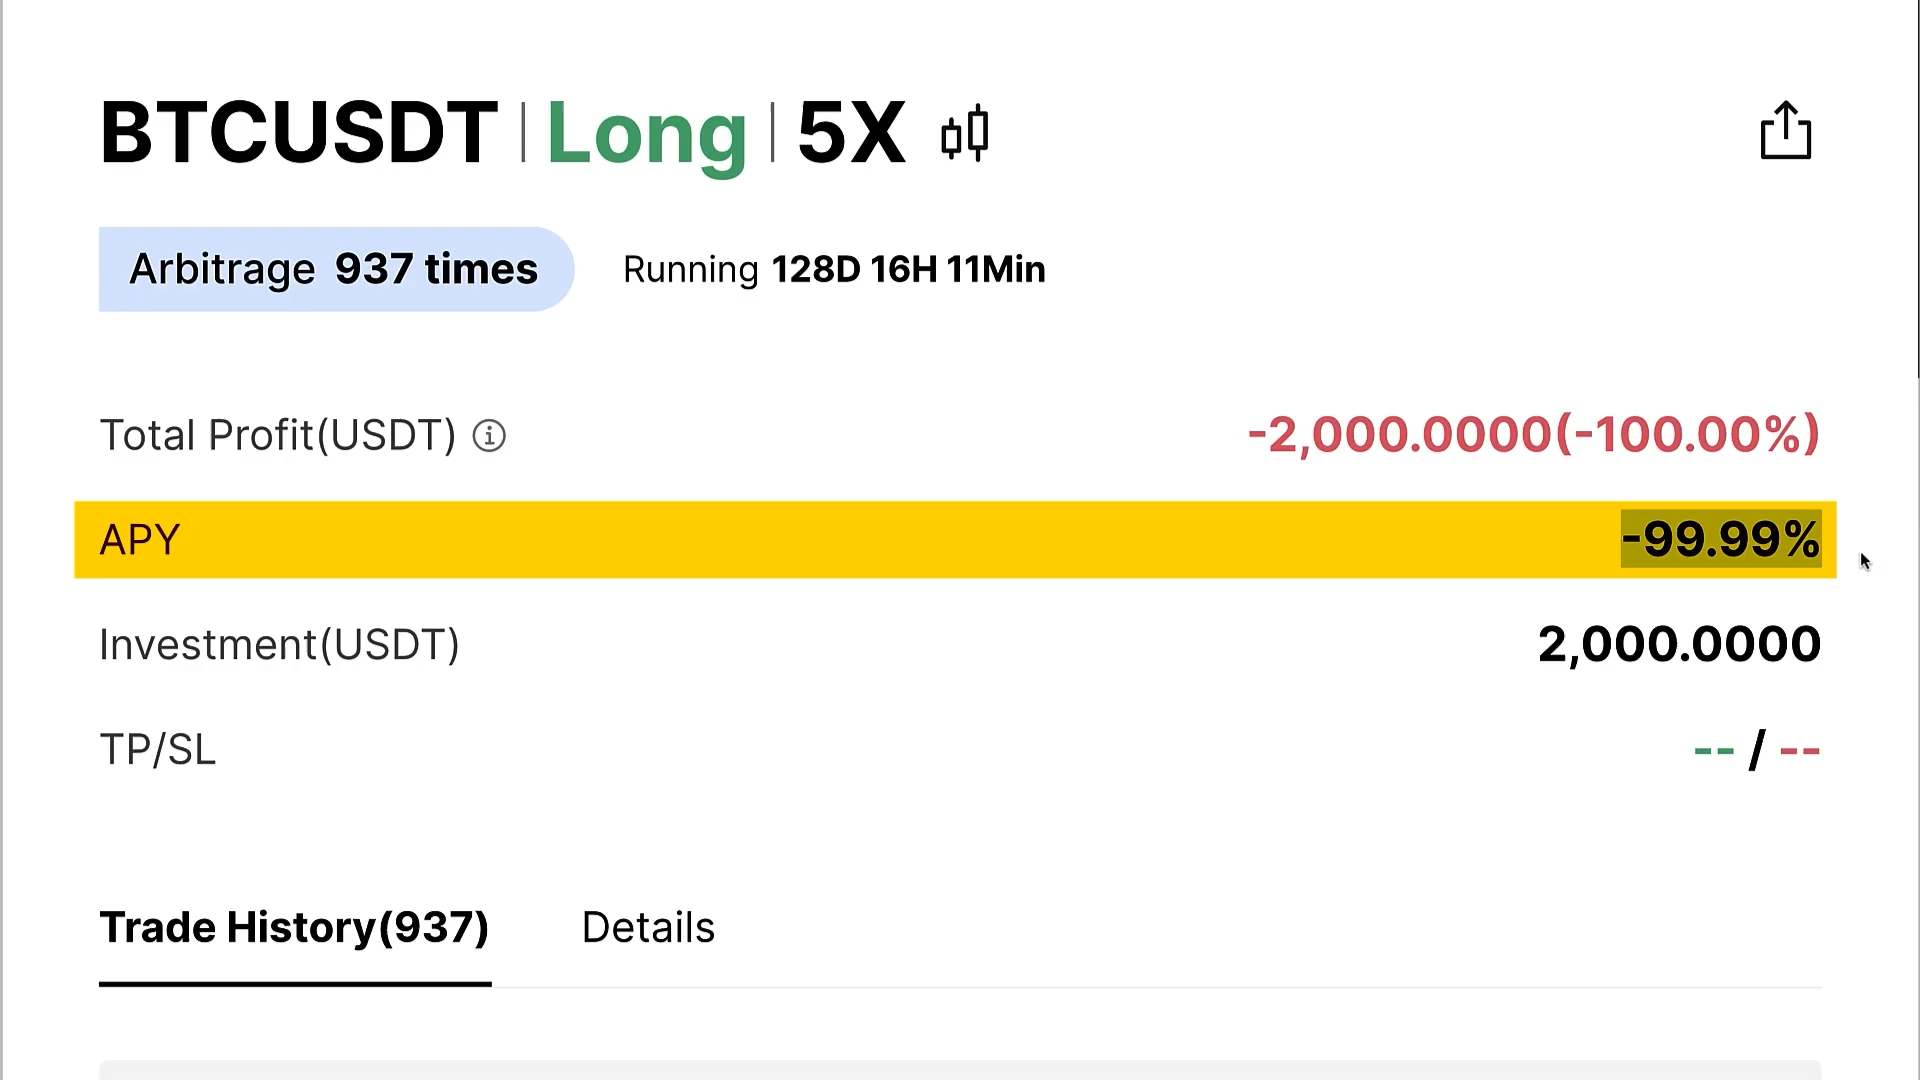 BTCUSDT | Long | 5X
Arbitrage 937 times Running 128D 16H 11Min
Total Profit(USDT) -2,000.0000(-100.00%)
APY -99.99%
Investment(USDT) 2,000.0000
TP/SL -- / --
Trade History(937) Details